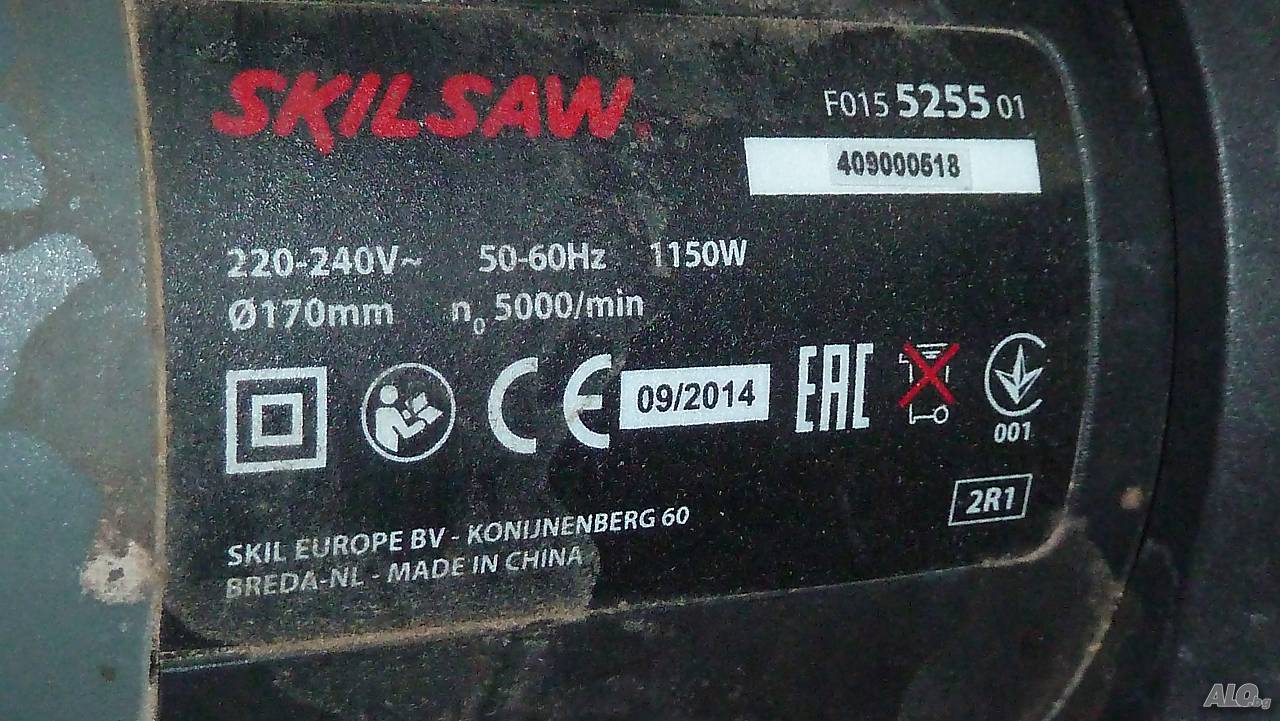 SKILSAW.
F015 5255 01
409000518
220-240V~ 50-60Hz 1150W
Ø170mm n₀ 5000/min
CE 09/2014 EAC
001
2R1
SKIL EUROPE BV - KONIJNENBERG 60
BREDA-NL - MADE IN CHINA
ALO.bg